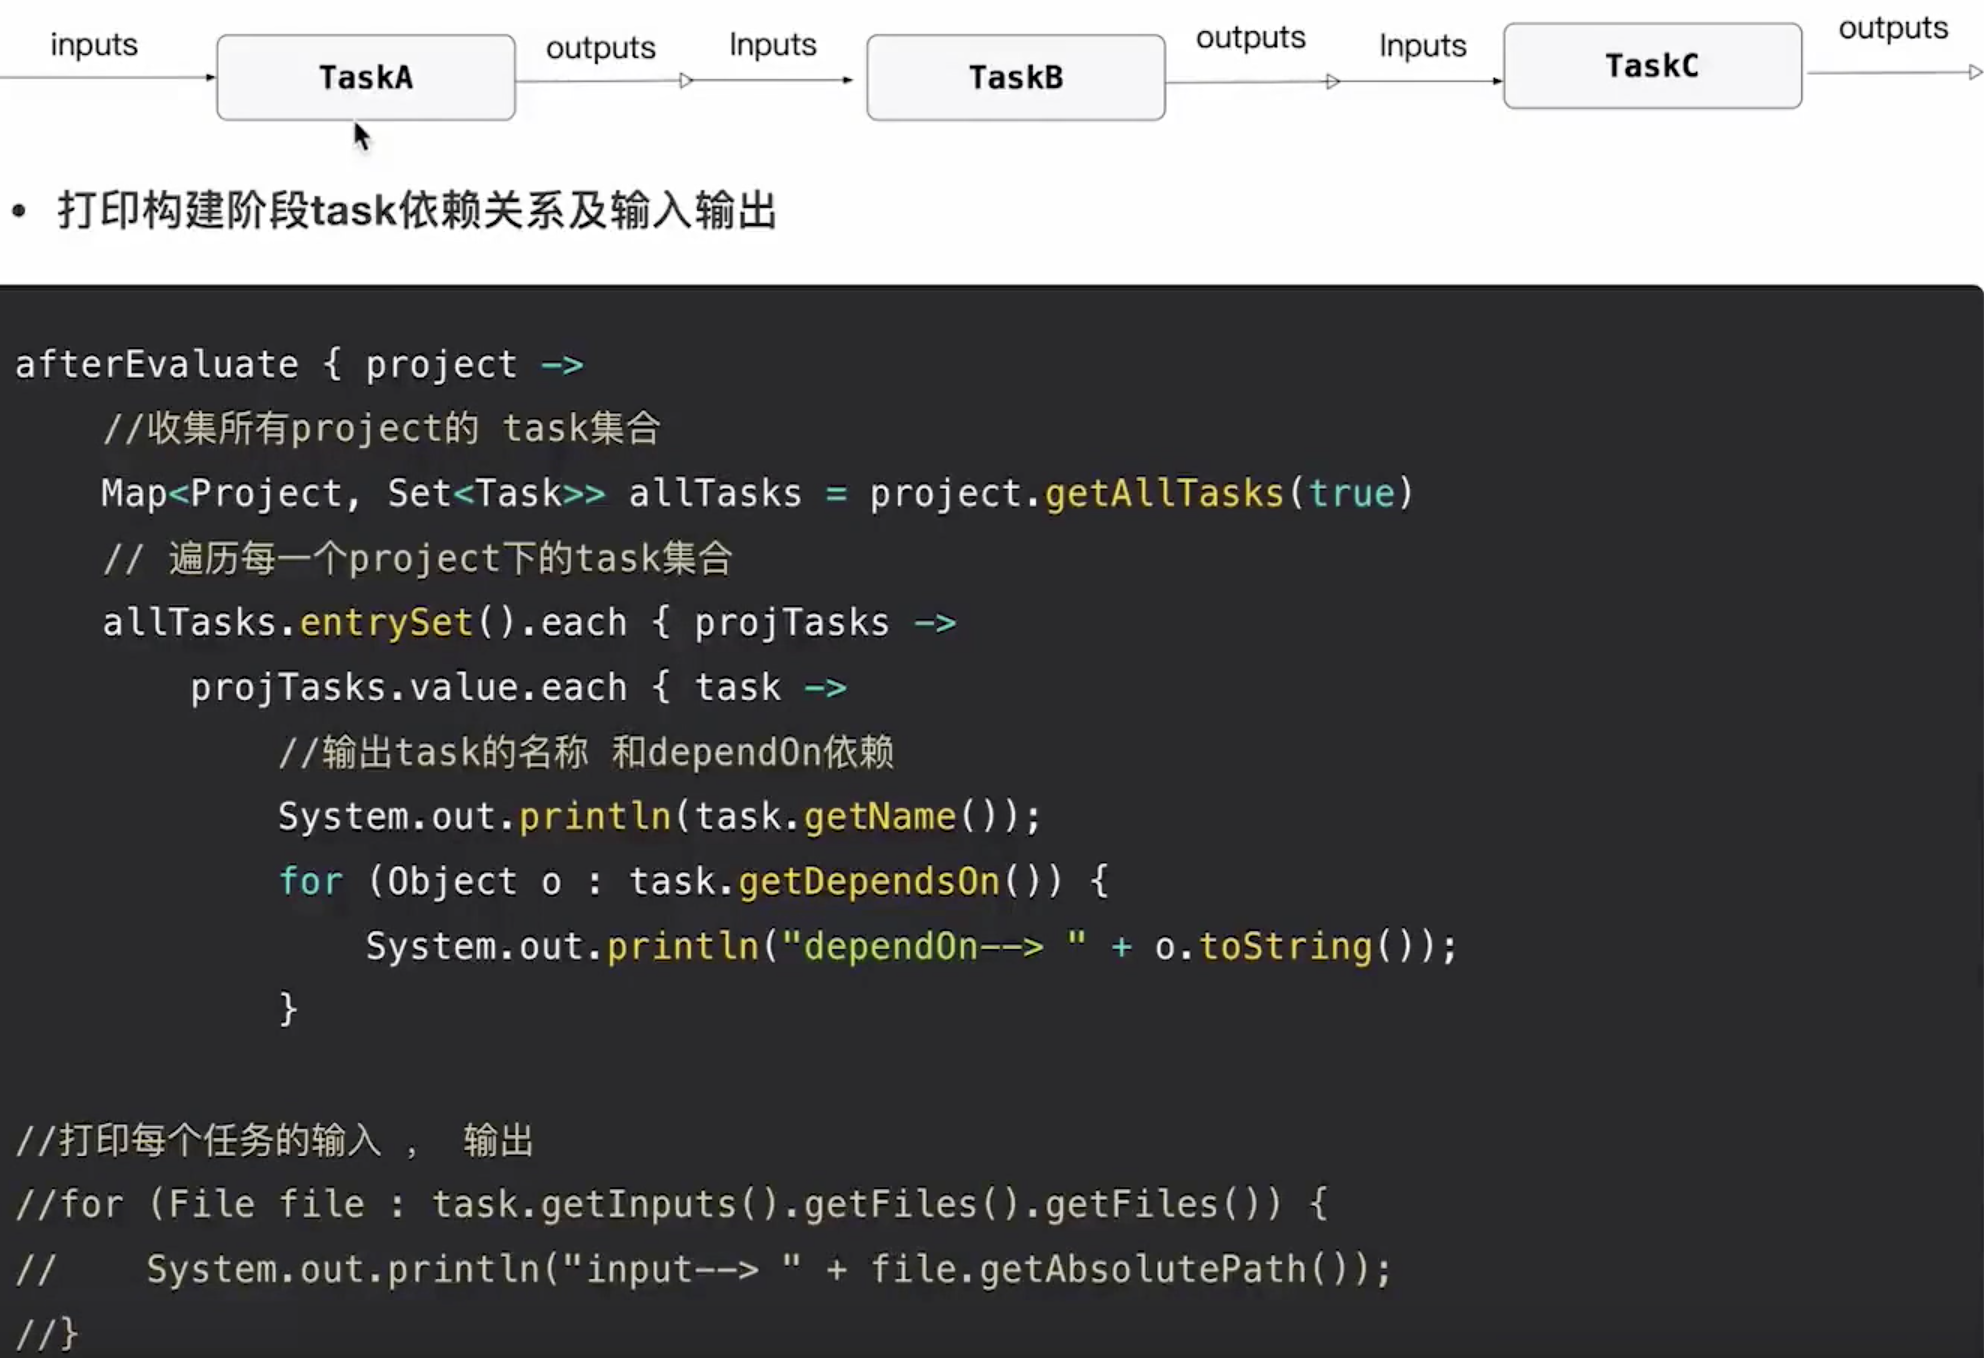 inputs
TaskA
outputs
Inputs
TaskB
outputs
Inputs
TaskC
outputs
• 打印构建阶段task依赖关系及输入输出
afterEvaluate { project ->
    //收集所有project的 task集合
    Map<Project, Set<Task>> allTasks = project.getAllTasks(true)
    // 遍历每一个project下的task集合
    allTasks.entrySet().each { projTasks ->
        projTasks.value.each { task ->
            //输出task的名称 和dependOn依赖
            System.out.println(task.getName());
            for (Object o : task.getDependsOn()) {
                System.out.println("dependOn--> " + o.toString());
            }
//打印每个任务的输入 ， 输出
//for (File file : task.getInputs().getFiles().getFiles()) {
//    System.out.println("input--> " + file.getAbsolutePath());
//}